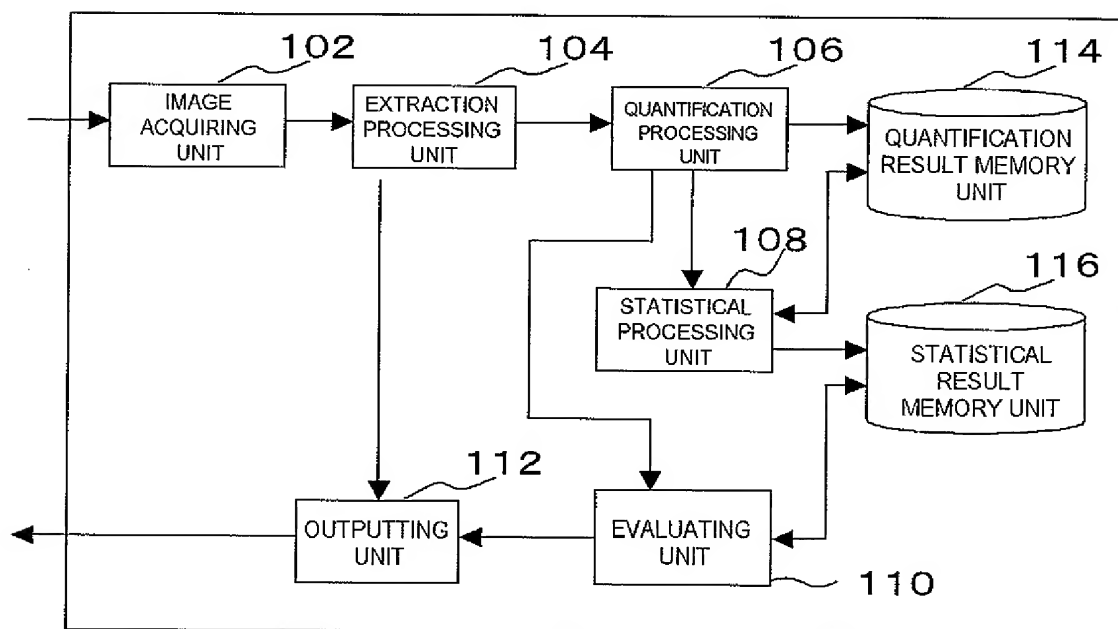 102
104
106
114
IMAGE
ACQUIRING
UNIT
EXTRACTION
PROCESSING
UNIT
QUANTIFICATION
PROCESSING
UNIT
QUANTIFICATION
RESULT MEMORY
UNIT
108
116
STATISTICAL
PROCESSING
UNIT
STATISTICAL
RESULT
MEMORY UNIT
112
OUTPUTTING
UNIT
EVALUATING
UNIT
110